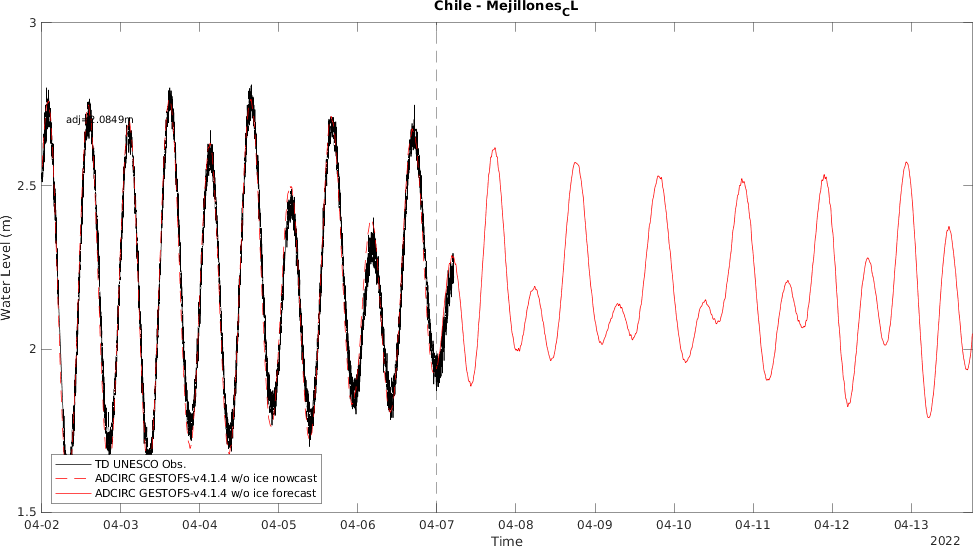 Chile - Mejillones_CL
3
adj=2.0849m
2.5
Water Level (m)
2
TD UNESCO Obs.
ADCIRC GESTOFS-v4.1.4 w/o ice nowcast
ADCIRC GESTOFS-v4.1.4 w/o ice forecast
1.5
04-02 04-03 04-04 04-05 04-06 04-07 04-08 04-09 04-10 04-11 04-12 04-13
Time
2022